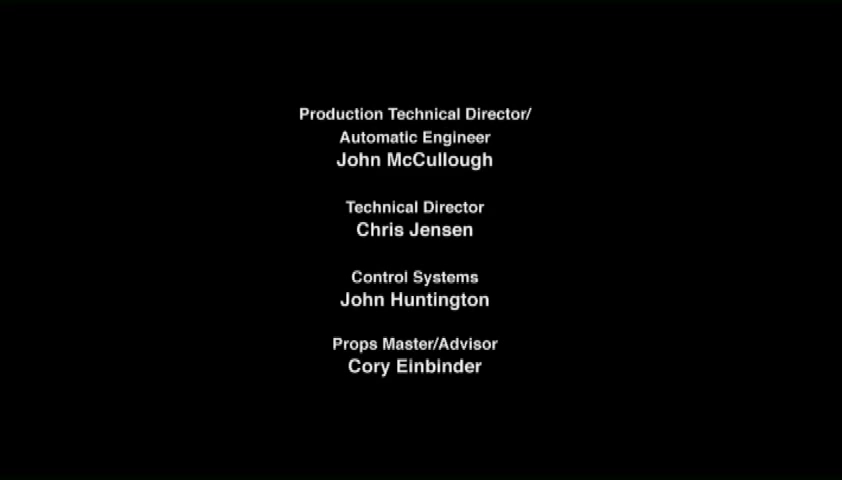 Production Technical Director/
Automatic Engineer
John McCullough
Technical Director
Chris Jensen
Control Systems
John Huntington
Props Master/Advisor
Cory Einbinder